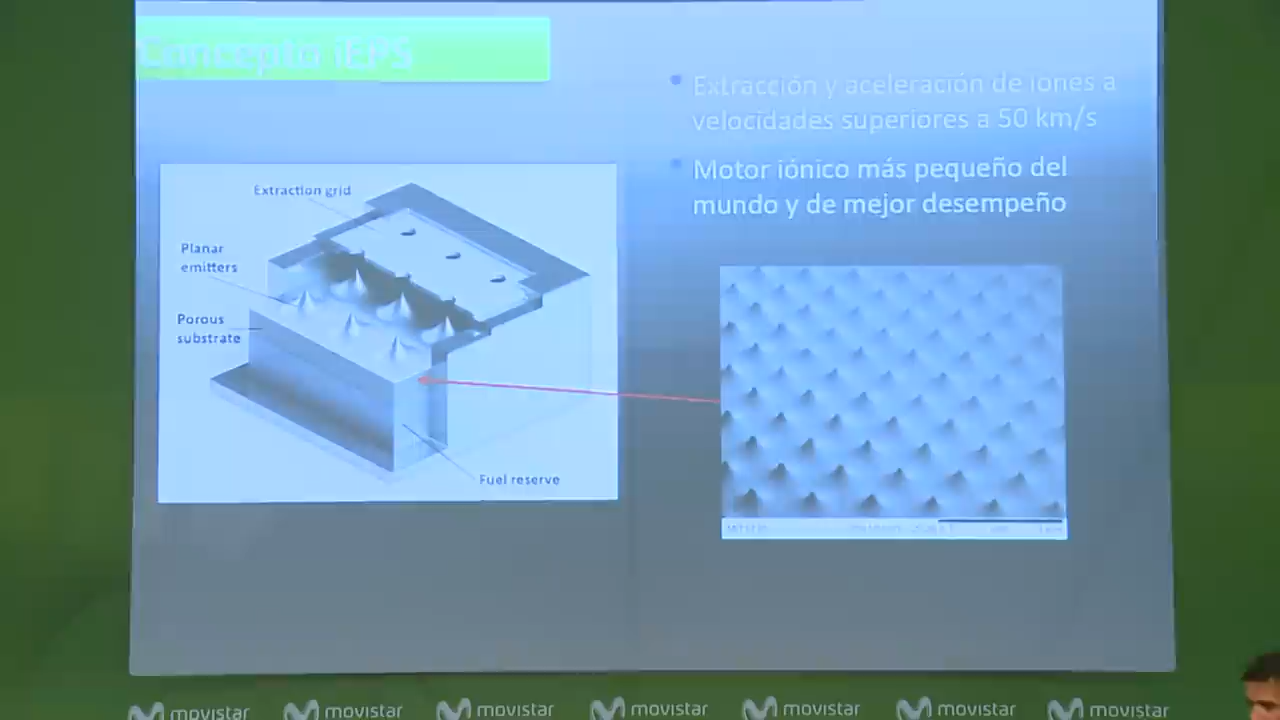 Concepto iEPS
Extracción y aceleración de iones a
velocidades superiores a 50 km/s
Motor iónico más pequeño del
mundo y de mejor desempeño
Extraction grid
Planar
emitters
Porous
substrate
Fuel reserve
movistar movistar movistar movistar movistar movistar movistar